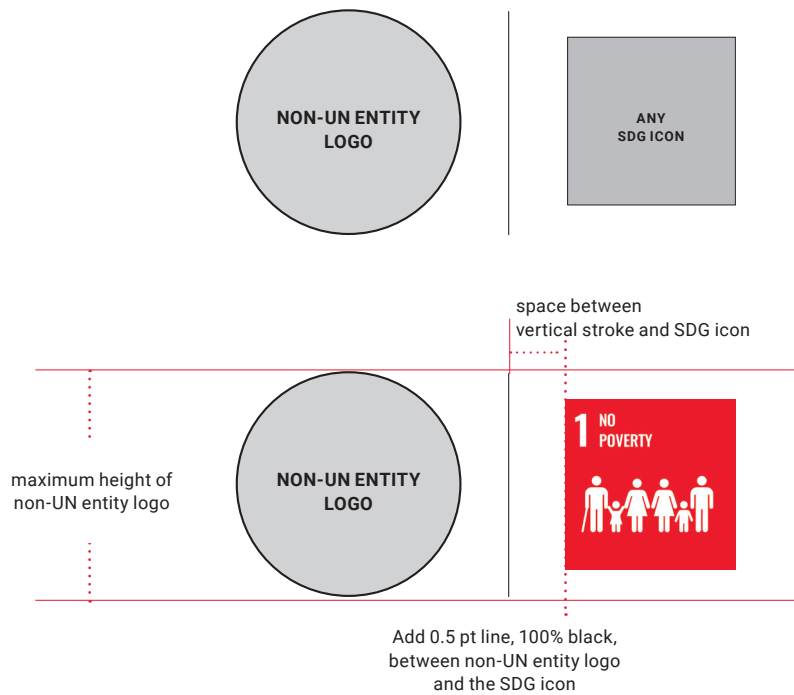 NON-UN ENTITY
LOGO
ANY
SDG ICON
space between
vertical stroke and SDG icon
maximum height of
non-UN entity logo
NON-UN ENTITY
LOGO
1 NO
POVERTY
Add 0.5 pt line, 100% black,
between non-UN entity logo
and the SDG icon